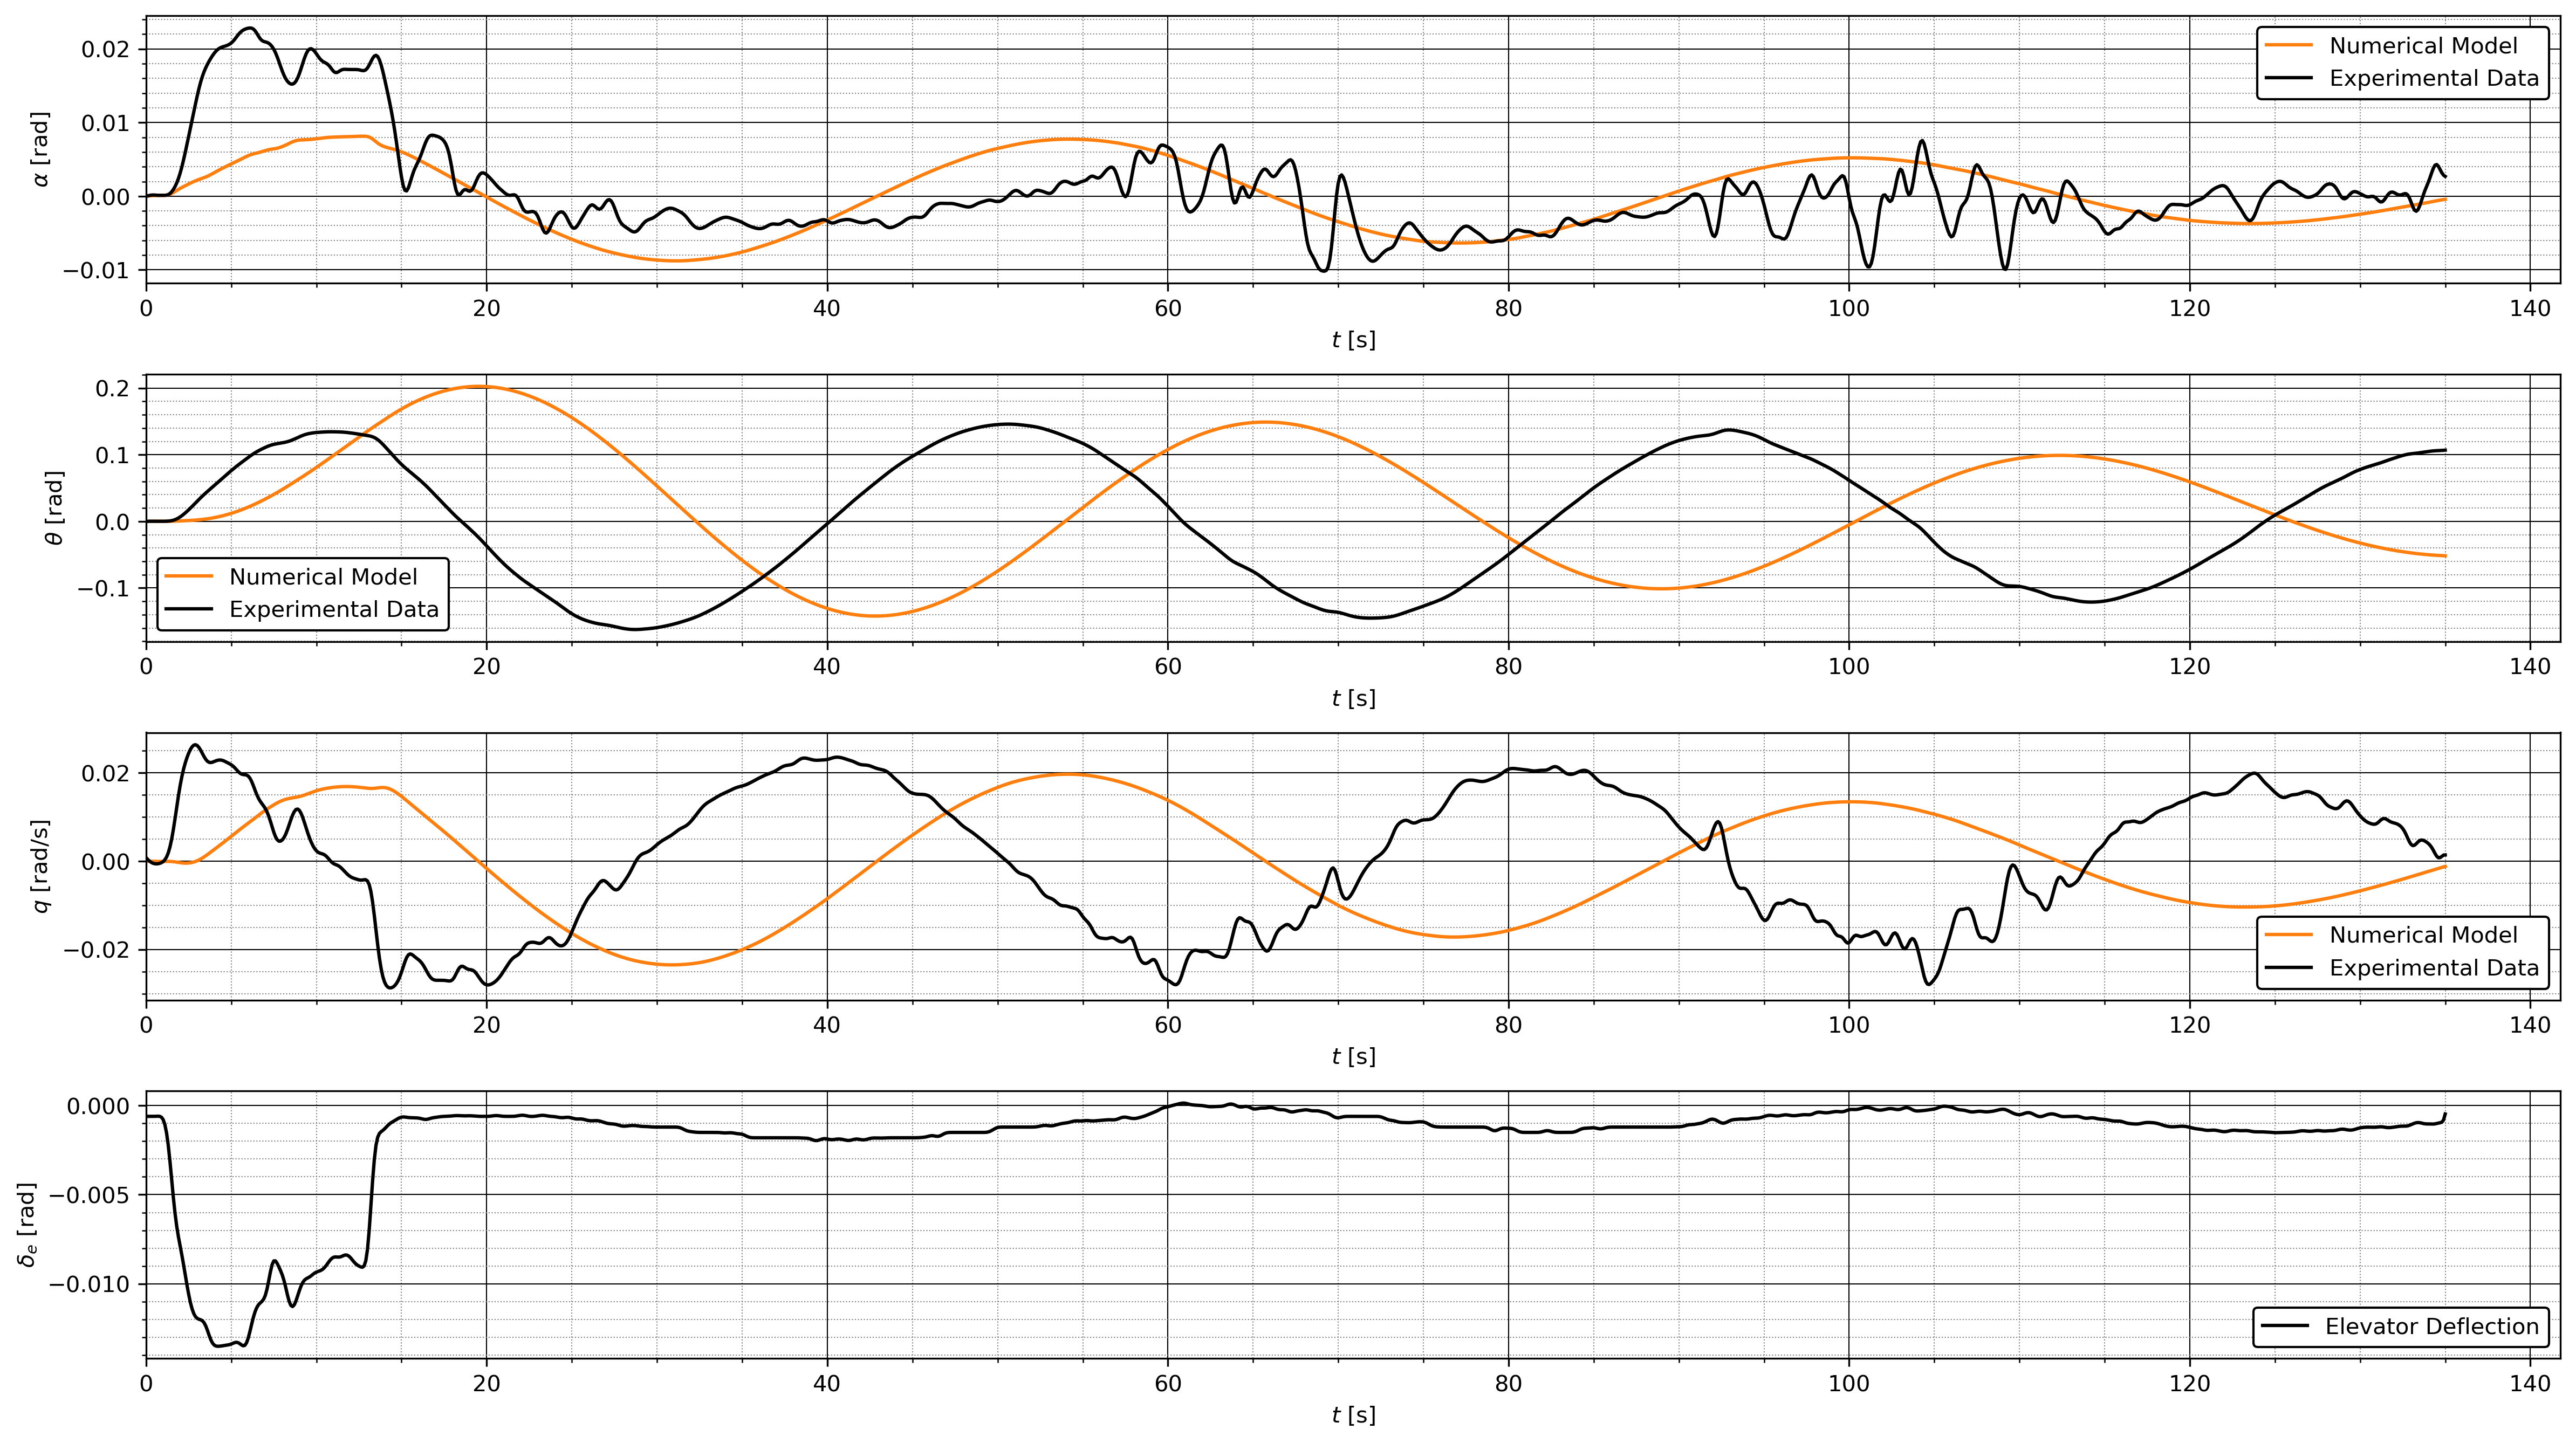 α [rad]
0.02
0.01
0.00
−0.01
Numerical Model
Experimental Data
0 20 40 60 80 100 120 140
t [s]
θ [rad]
0.2
0.1
0.0
−0.1
Numerical Model
Experimental Data
0 20 40 60 80 100 120 140
t [s]
q [rad/s]
0.02
0.00
−0.02
Numerical Model
Experimental Data
0 20 40 60 80 100 120 140
t [s]
δₑ [rad]
0.000
−0.005
−0.010
Elevator Deflection
0 20 40 60 80 100 120 140
t [s]